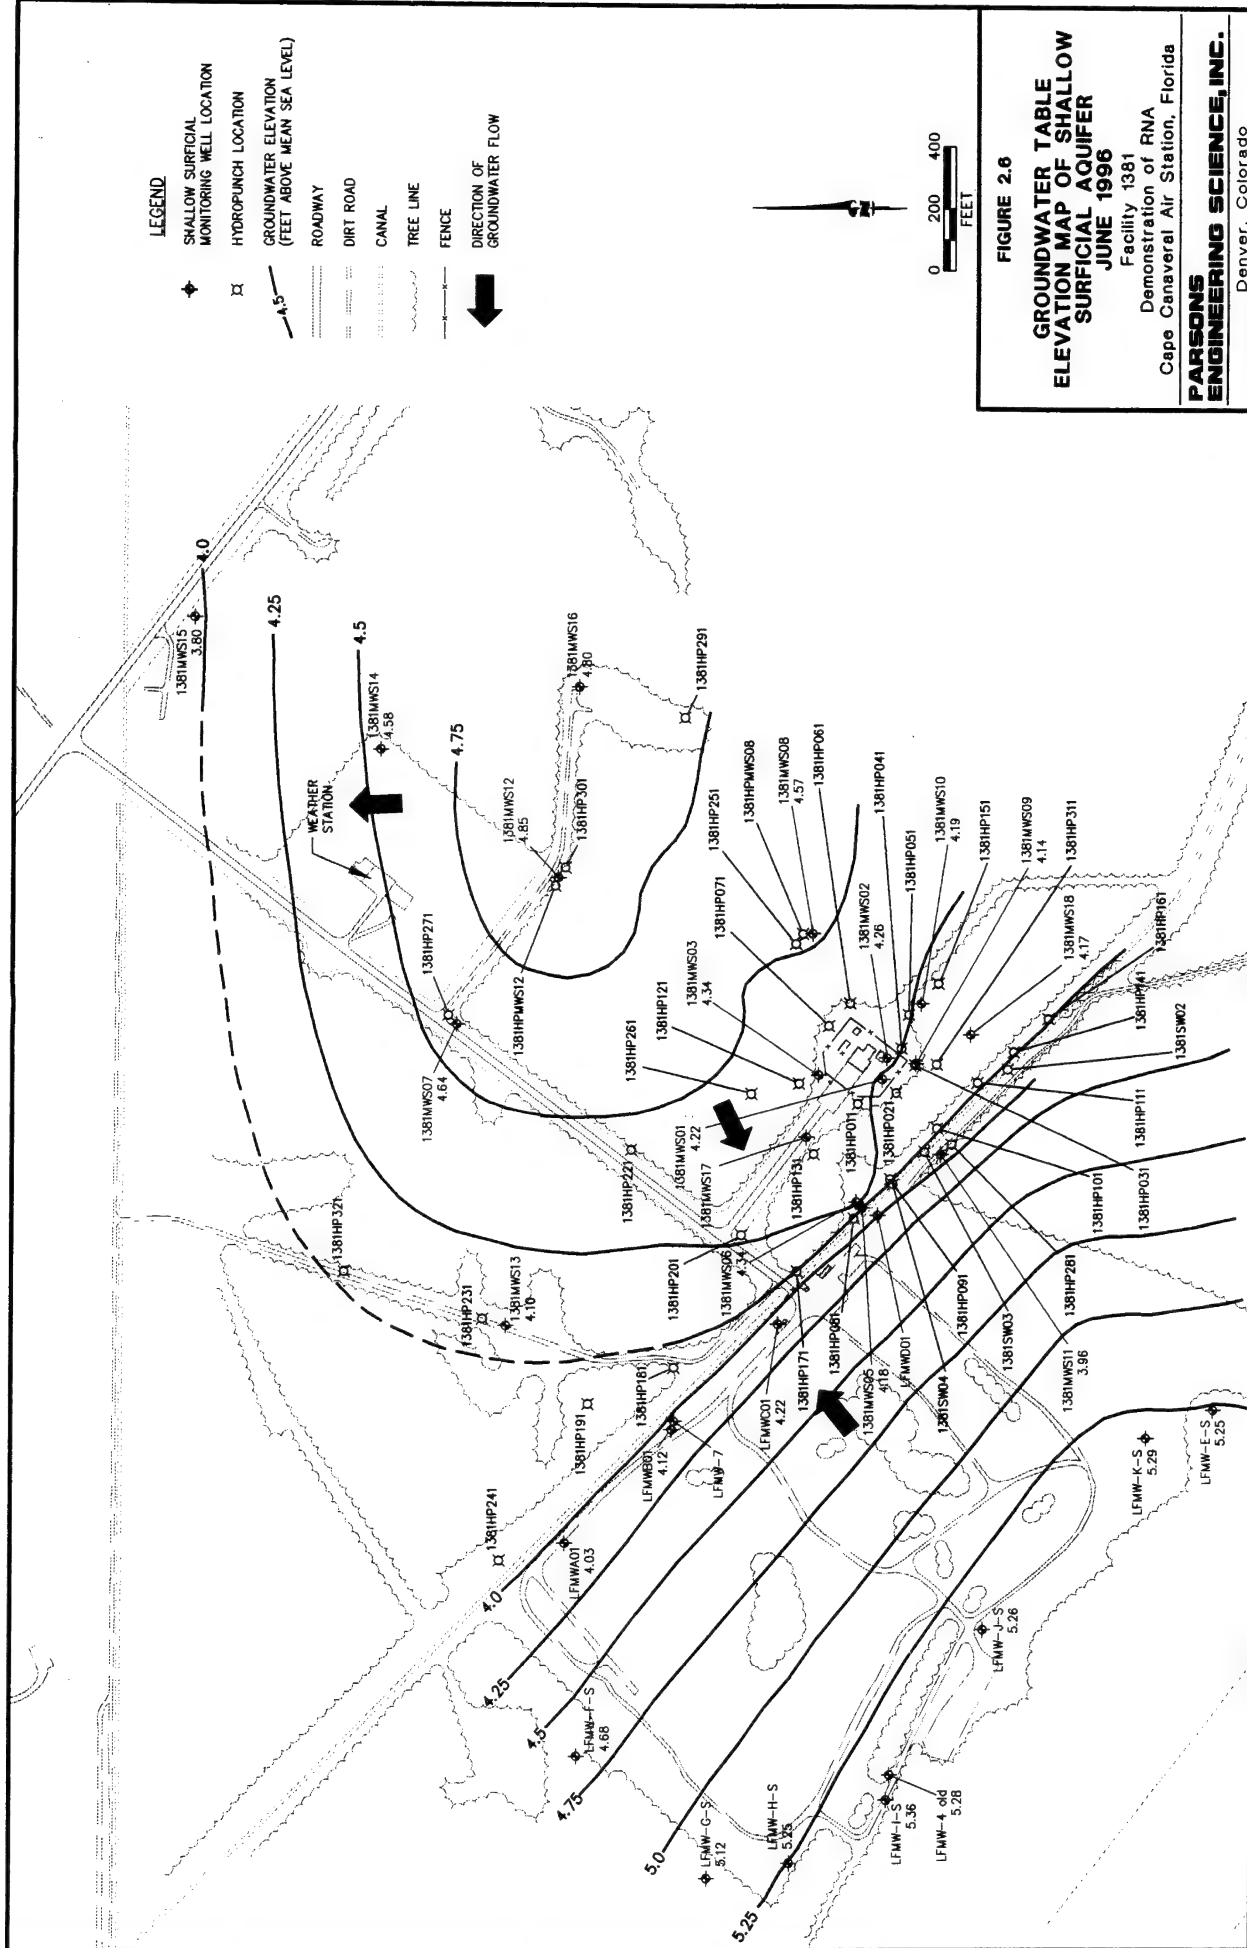 LEGEND
SHALLOW SURFICIAL
MONITORING WELL LOCATION
HYDROPUNCH LOCATION
4.5
GROUNDWATER ELEVATION
(FEET ABOVE MEAN SEA LEVEL)
ROADWAY
DIRT ROAD
CANAL
TREE LINE
FENCE
DIRECTION OF
GROUNDWATER FLOW
0 200 400
FEET
FIGURE 2.6
GROUNDWATER TABLE
ELEVATION MAP OF SHALLOW
SURFICIAL AQUIFER
JUNE 1996
Facility 1381
Demonstration of RNA
Cape Canaveral Air Station, Florida
PARSONS
ENGINEERING SCIENCE, INC.
Denver, Colorado
4.0
4.25
4.5
4.75
1381MWS15
3.80
1381MWS14
4.58
WEATHER
STATION
1381MWS16
4.80
1381MWS12
4.85
1381HP301
1381HP291
1381HP271
1381HPMWS12
1381MWS07
4.64
1381HP321
1381HP231
1381MWS13
4.10
1381HP221
1381HP261
1381HP121
1381MWS03
4.34
1381HP071
1381HP251
1381HPMWS08
1381MWS08
4.57
1381HP061
1381MWS02
4.26
1381HP041
1381HP051
1381MWS10
4.19
1381HP151
1381MWS09
4.14
1381HP311
1381MWS18
4.17
1381HP161
1381HP141
1381SW02
1381HP111
1381HP031
1381HP101
1381HP281
1381MWS11
3.96
1381SW03
1381HP091
1381SW04
LFMWD01
1381MWS05
4.18
1381HP081
1381HP171
1381MWS01
4.22
1381MWS17
1381HP131
1381HP011
1381HP021
1381HP201
1381MWS06
4.34
1381HP181
1381HP191
1381HP241
LFMWC01
4.22
LFMW-7
LFMWB01
4.12
LFMWA01
4.03
4.0
4.25
4.5
4.75
5.0
5.25
LFMW-F-S
4.68
LFMW-G-S
5.12
LFMW-H-S
5.25
LFMW-I-S
5.36
LFMW-4 old
5.28
LFMW-J-S
5.26
LFMW-K-S
5.29
LFMW-E-S
5.25